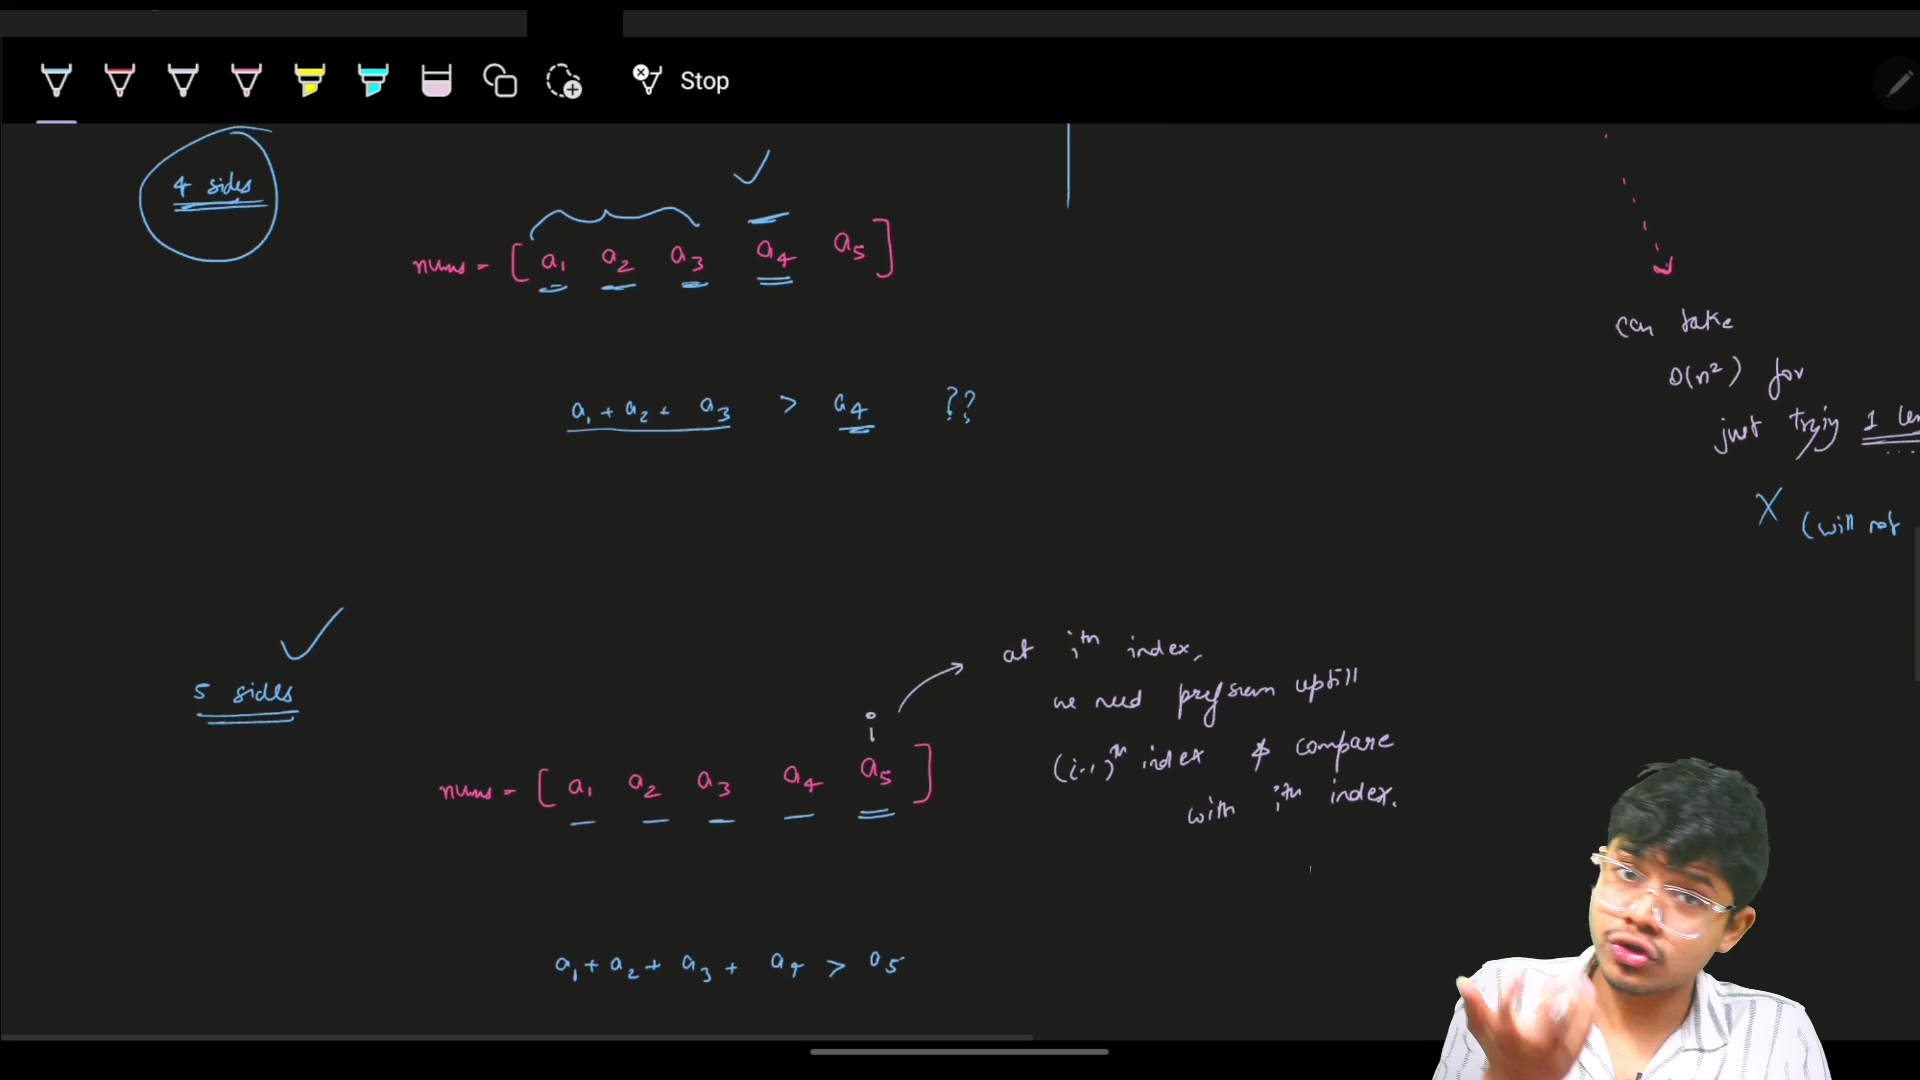 Stop
4 sides
nums = [ a1 a2 a3 a4 a5 ]
a1 + a2 + a3 > a4 ??
can take
O(n²) for
just trying 1 len
X (will not
5 sides
i
at ith index,
we need prefsum uptill
(i-1)th index & compare
with ith index.
nums = [ a1 a2 a3 a4 a5 ]
a1 + a2 + a3 + a4 > a5